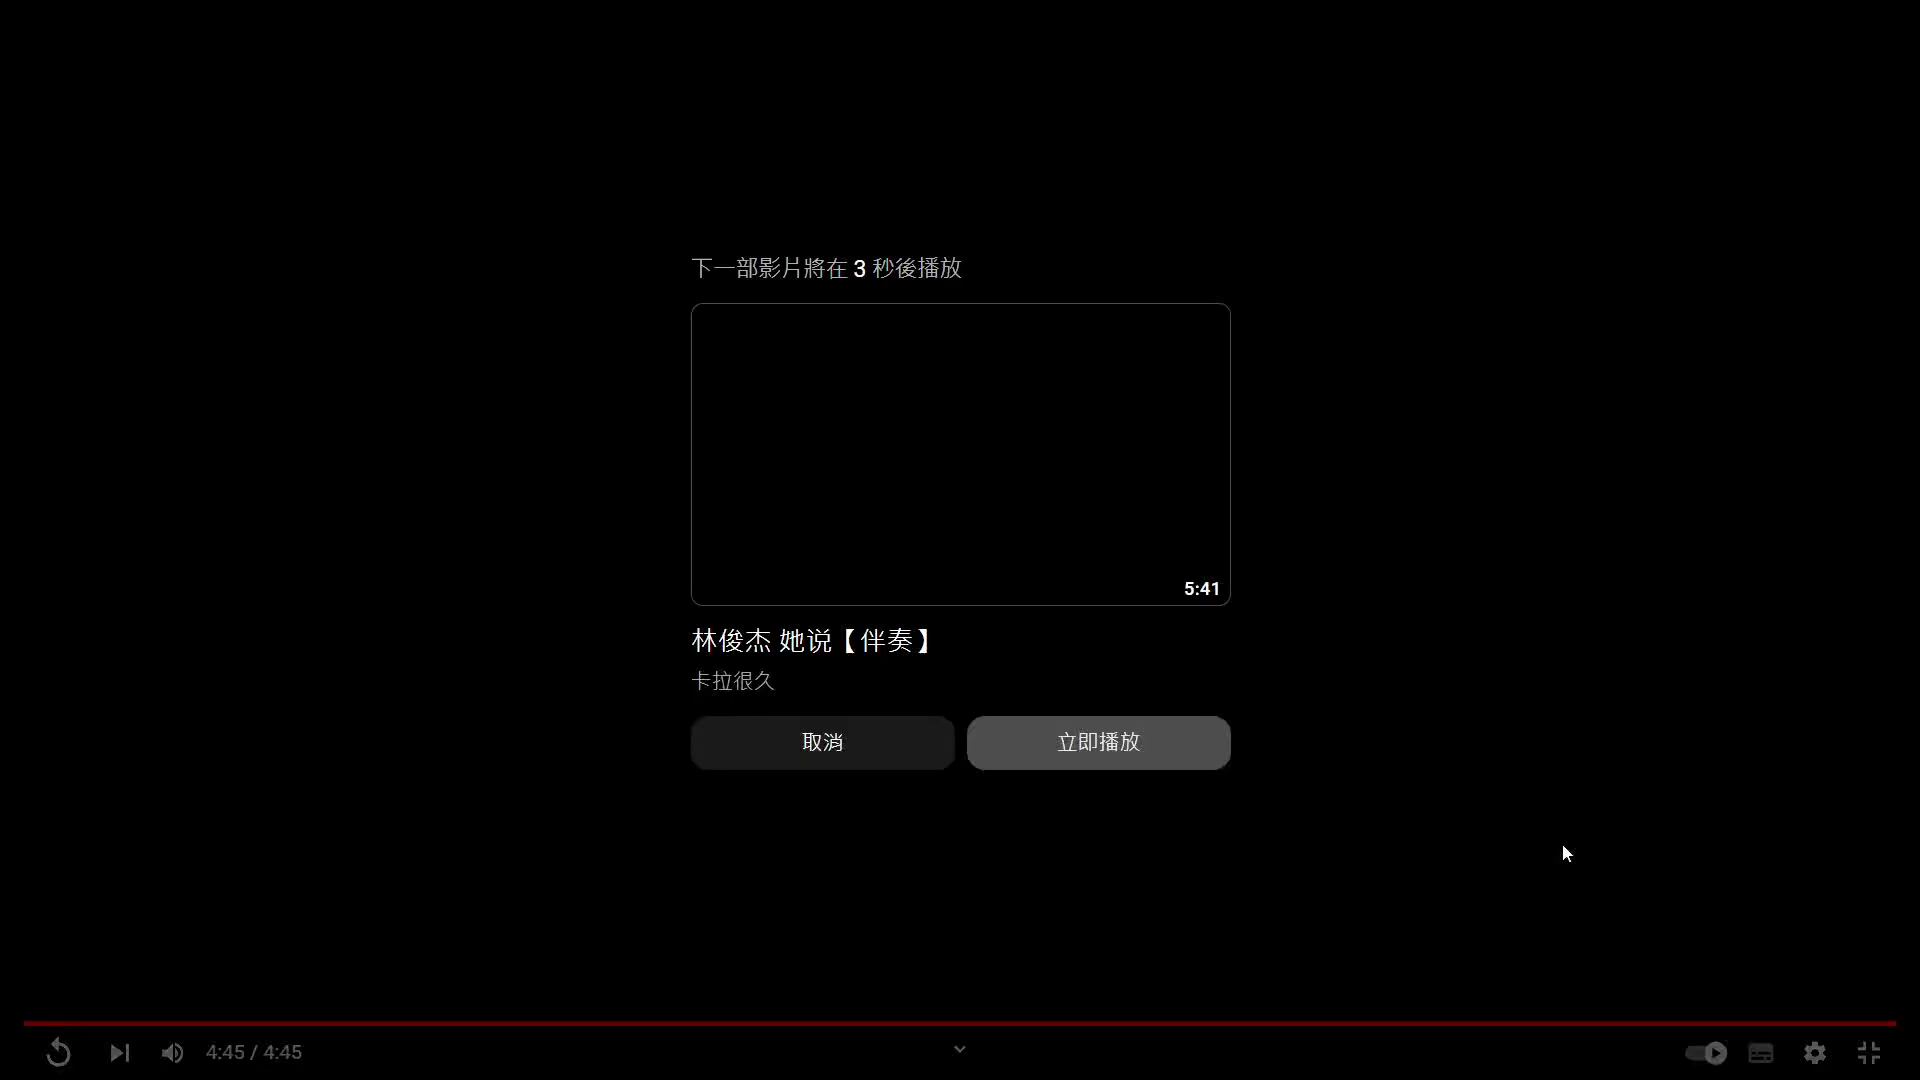 下一部影片將在 3 秒後播放
5:41
林俊杰 她说【伴奏】
卡拉很久
取消
立即播放
4:45 / 4:45